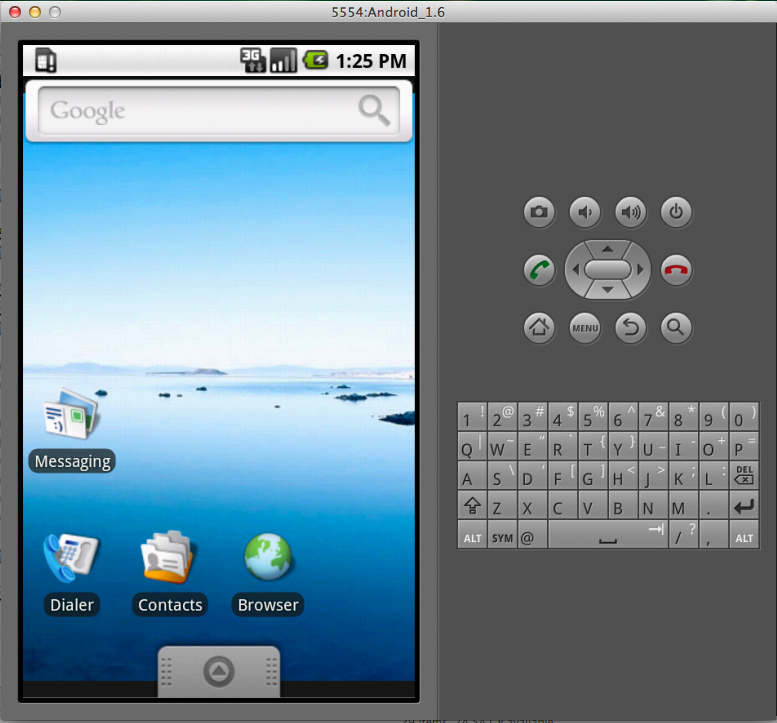 5554:Android_1.6
3G 1:25 PM
Google
Messaging
Dialer Contacts Browser
MENU
1 ! 2 @ 3 # 4 $ 5 % 6 ^ 7 & 8 * 9 ( 0 )
Q | W ~ E " R ` T { Y } U _ I - O + P =
A S \ D ' F [ G ] H < J > K ; L : DEL
Z X C V B N M .
ALT SYM @ / ? , ALT